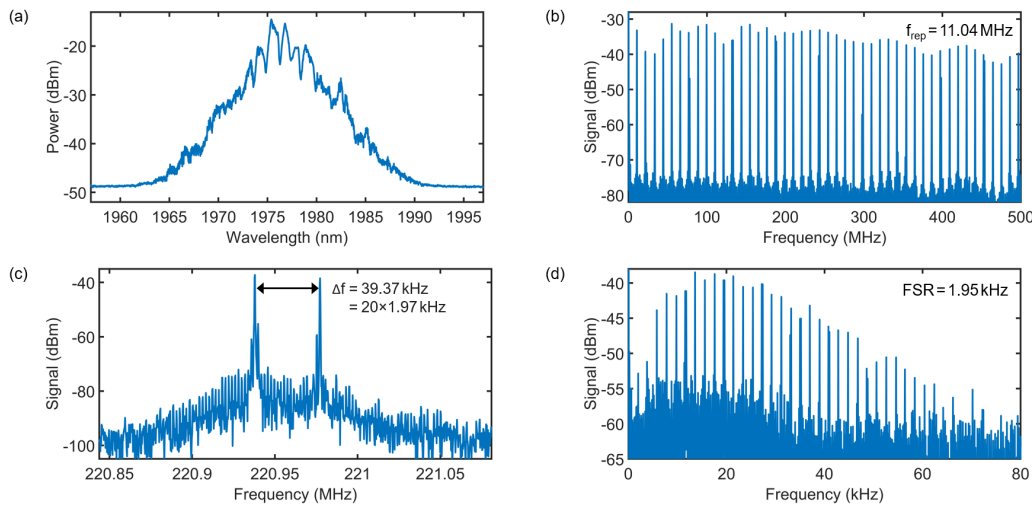 (a)
-20
-30
-40
-50
Power (dBm)
1960 1965 1970 1975 1980 1985 1990 1995
Wavelength (nm)
(b)
f_rep = 11.04 MHz
-30
-40
-50
-60
-70
-80
Signal (dBm)
0 100 200 300 400 500
Frequency (MHz)
(c)
Δf = 39.37 kHz
= 20×1.97 kHz
-40
-60
-80
-100
Signal (dBm)
220.85 220.9 220.95 221 221.05
Frequency (MHz)
(d)
FSR = 1.95 kHz
-40
-45
-50
-55
-60
-65
Signal (dBm)
0 20 40 60 80
Frequency (kHz)